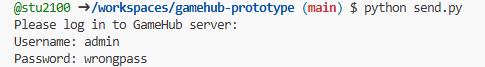 @stu2100 ➜/workspaces/gamehub-prototype (main) $ python send.py
Please log in to GameHub server:
Username: admin
Password: wrongpass